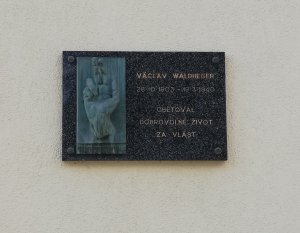 VÁCLAV WALDHEGER
OBĚTOVAL
DOBROVOLNĚ ŽIVOT
ZA VLAST